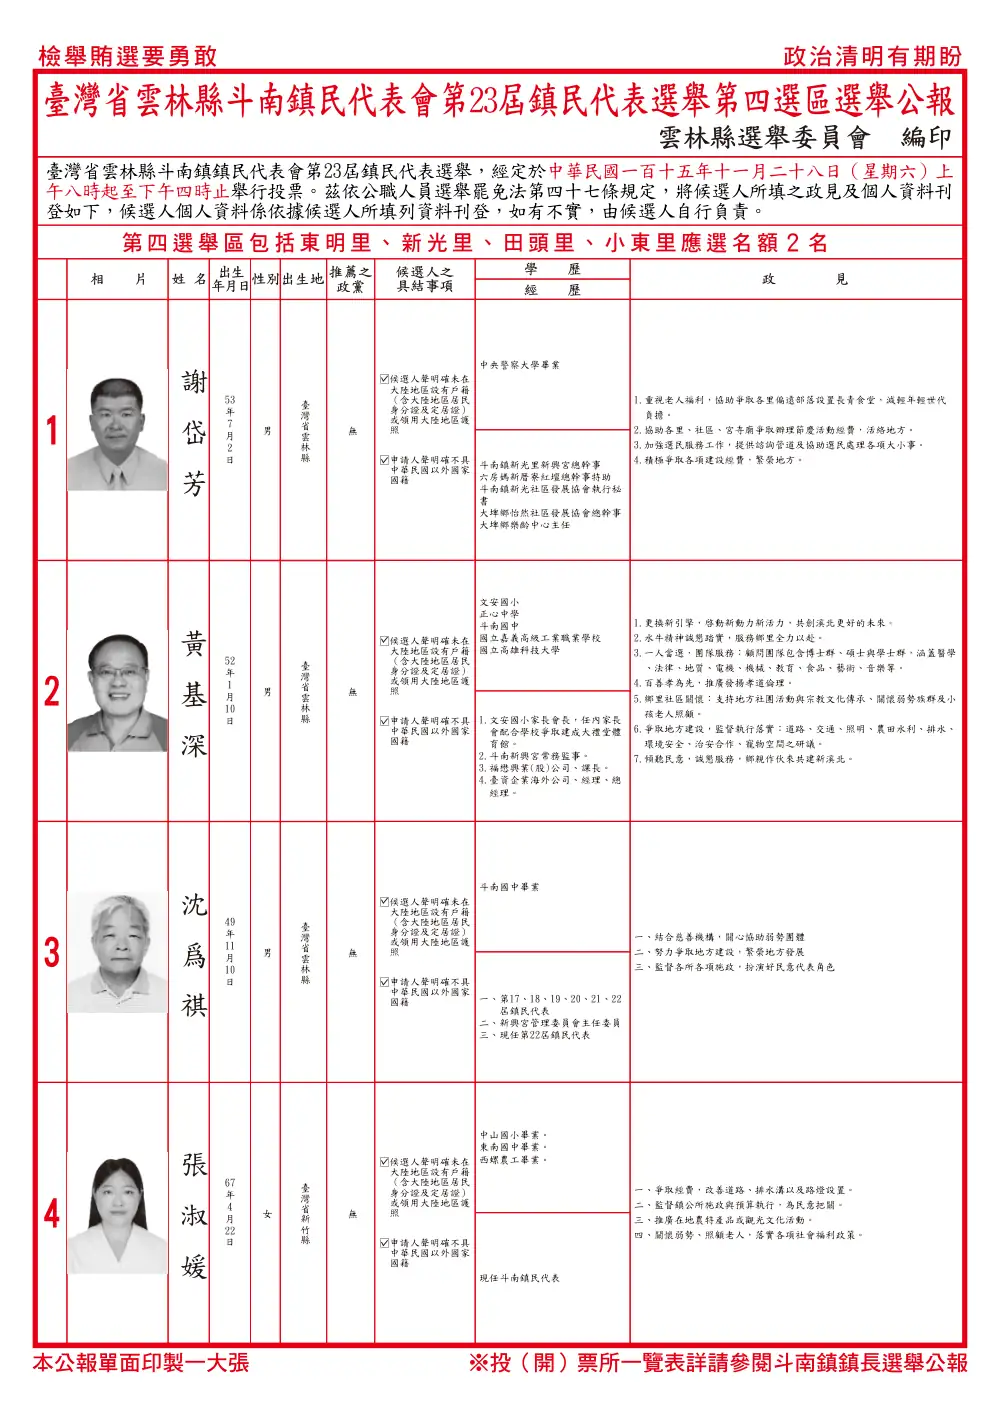 檢舉賄選要勇敢
政治清明有期盼
臺灣省雲林縣斗南鎮民代表會第23屆鎮民代表選舉第四選區選舉公報
雲林縣選舉委員會　編印
臺灣省雲林縣斗南鎮鎮民代表會第23屆鎮民代表選舉，經定於中華民國一百十五年十一月二十八日（星期六）上
午八時起至下午四時止舉行投票。茲依公職人員選舉罷免法第四十七條規定，將候選人所填之政見及個人資料刊
登如下，候選人個人資料係依據候選人所填列資料刊登，如有不實，由候選人自行負責。
第四選舉區包括東明里、新光里、田頭里、小東里應選名額2名
相　片
姓名
出生
年月日
性別
出生地
推薦之
政黨
候選人之
具結事項
學　歷
經　歷
政　見
1
謝岱芳
53年7月2日
男
臺灣省雲林縣
無
☑候選人聲明確未在
大陸地區設有戶籍
（含大陸地區居民
身分證及定居證）
或領用大陸地區護
照
☑申請人聲明確不具
中華民國以外國家
國籍
中央警察大學畢業
斗南鎮新光里新興宮總幹事
六房媽新厝寮紅壇總幹事特助
斗南鎮新光社區發展協會執行秘
書
大埤鄉怡然社區發展協會總幹事
大埤鄉樂齡中心主任
1.重視老人福利，協助爭取各里偏遠部落設置長青食堂，減輕年輕世代
負擔。
2.協助各里、社區、宮寺廟爭取辦理節慶活動經費，活絡地方。
3.加強選民服務工作，提供諮詢管道及協助選民處理各項大小事。
4.積極爭取各項建設經費，繁榮地方。
2
黃基深
52年1月10日
男
臺灣省雲林縣
無
☑候選人聲明確未在
大陸地區設有戶籍
（含大陸地區居民
身分證及定居證）
或領用大陸地區護
照
☑申請人聲明確不具
中華民國以外國家
國籍
文安國小
正心中學
斗南國中
國立嘉義高級工業職業學校
國立高雄科技大學
1.文安國小家長會長，任內家長
會配合學校爭取建成大禮堂體
育館。
2.斗南新興宮常務監事。
3.福懋興業(股)公司、課長。
4.臺資企業海外公司、經理、總
經理。
1.更換新引擎，啓動新動力新活力，共創溪北更好的未來。
2.水牛精神誠懇踏實，服務鄉里全力以赴。
3.一人當選，團隊服務：顧問團隊包含博士群、碩士與學士群，涵蓋醫學
、法律、地質、電機、機械、教育、食品、藝術、音樂等。
4.百善孝為先，推廣發揚孝道倫理。
5.鄉里社區關懷：支持地方社團活動與宗教文化傳承、關懷弱勢族群及小
孩老人照顧。
6.爭取地方建設，監督執行落實：道路、交通、照明、農田水利、排水、
環境安全、治安合作、寵物空間之研議。
7.傾聽民意，誠懇服務，鄉親作伙來共建新溪北。
3
沈爲祺
49年11月10日
男
臺灣省雲林縣
無
☑候選人聲明確未在
大陸地區設有戶籍
（含大陸地區居民
身分證及定居證）
或領用大陸地區護
照
☑申請人聲明確不具
中華民國以外國家
國籍
斗南國中畢業
一、第17、18、19、20、21、22
屆鎮民代表
二、新興宮管理委員會主任委員
三、現任第22屆鎮民代表
一、結合慈善機構，關心協助弱勢團體
二、努力爭取地方建設，繁榮地方發展
三、監督各所各項施政，扮演好民意代表角色
4
張淑媛
67年4月22日
女
臺灣省新竹縣
無
☑候選人聲明確未在
大陸地區設有戶籍
（含大陸地區居民
身分證及定居證）
或領用大陸地區護
照
☑申請人聲明確不具
中華民國以外國家
國籍
中山國小畢業。
東南國中畢業。
西螺農工畢業。
現任斗南鎮民代表
一、爭取經費，改善道路、排水溝以及路燈設置。
二、監督鎮公所施政與預算執行，為民意把關。
三、推廣在地農特產品或觀光文化活動。
四、關懷弱勢、照顧老人，落實各項社會福利政策。
本公報單面印製一大張
※投（開）票所一覽表詳請參閱斗南鎮鎮長選舉公報